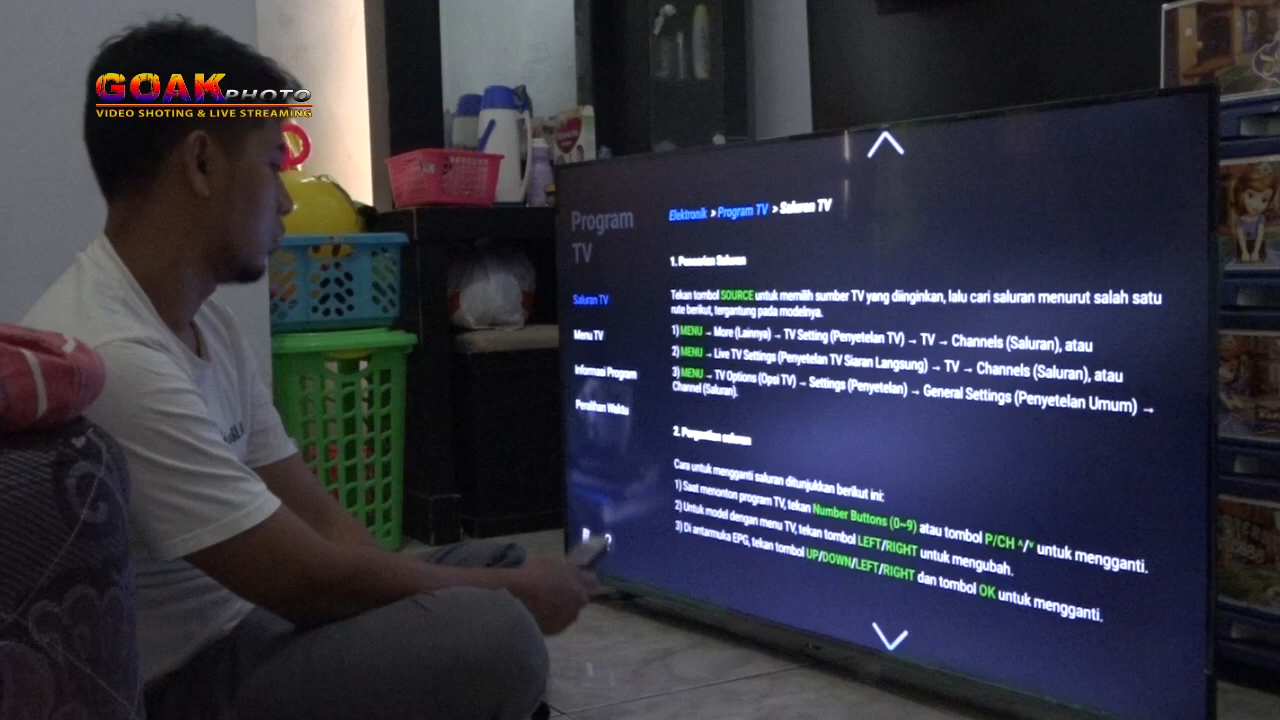 GOAK PHOTO
VIDEO SHOTING & LIVE STREAMING
Program
TV
Saluran TV
Menu TV
Informasi Program
Peralihan Waktu
Elektronik > Program TV > Saluran TV
1. Pencarian Saluran
Tekan tombol SOURCE untuk memilih sumber TV yang diinginkan, lalu cari saluran menurut salah satu
rute berikut, tergantung pada modelnya.
1) MENU → More (Lainnya) → TV Setting (Penyetelan TV) → TV → Channels (Saluran), atau
2) MENU → Live TV Settings (Penyetelan TV Siaran Langsung) → TV → Channels (Saluran), atau
3) MENU → TV Options (Opsi TV) → Settings (Penyetelan) → General Settings (Penyetelan Umum) →
Channel (Saluran).
2. Pergantian saluran
Cara untuk mengganti saluran ditunjukkan berikut ini:
1) Saat menonton program TV, tekan Number Buttons (0~9) atau tombol P/CH ^/˅ untuk mengganti.
2) Untuk model dengan menu TV, tekan tombol LEFT/RIGHT untuk mengubah.
3) Di antarmuka EPG, tekan tombol UP/DOWN/LEFT/RIGHT dan tombol OK untuk mengganti.